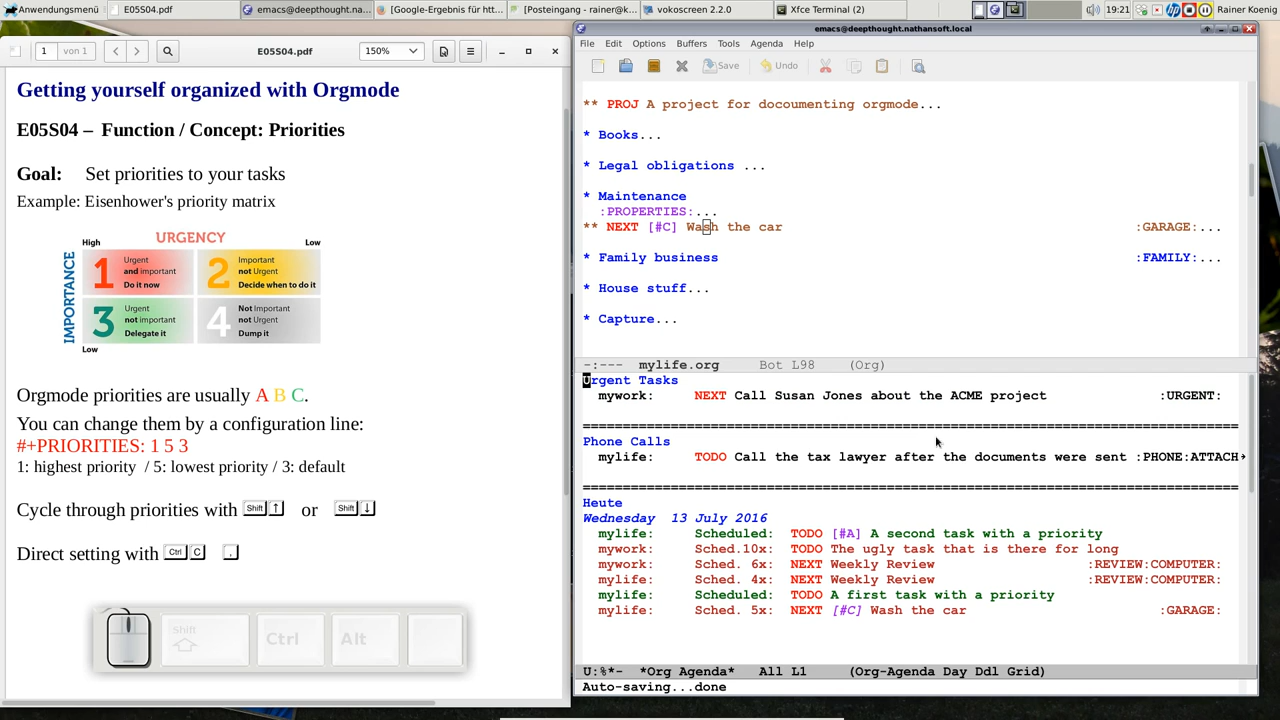 Anwendungsmenü
E05S04.pdf
emacs@deepthought.na...
[Google-Ergebnis für htt...
[Posteingang - rainer@k...
vokoscreen 2.2.0
Xfce Terminal (2)
19:21
Rainer Koenig
1
von 1
E05S04.pdf
150%
Getting yourself organized with Orgmode
E05S04 – Function / Concept: Priorities
Goal: Set priorities to your tasks
Example: Eisenhower's priority matrix
High URGENCY Low
IMPORTANCE
1 Urgent and important Do it now
2 Important not Urgent Decide when to do it
3 Urgent not important Delegate it
4 Not Important not Urgent Dump it
Low
Orgmode priorities are usually A B C.
You can change them by a configuration line:
#+PRIORITIES: 1 5 3
1: highest priority / 5: lowest priority / 3: default
Cycle through priorities with Shift ↑ or Shift ↓
Direct setting with Ctrl C .
Shift Ctrl Alt
emacs@deepthought.nathansoft.local
File Edit Options Buffers Tools Agenda Help
Save Undo
** PROJ A project for docoumenting orgmode...
* Books...
* Legal obligations ...
* Maintenance
:PROPERTIES:...
** NEXT [#C] Wash the car :GARAGE:...
* Family business :FAMILY:...
* House stuff...
* Capture...
-:--- mylife.org Bot L98 (Org)
Urgent Tasks
mywork: NEXT Call Susan Jones about the ACME project :URGENT:
Phone Calls
mylife: TODO Call the tax lawyer after the documents were sent :PHONE:ATTACH
Heute
Wednesday 13 July 2016
mylife: Scheduled: TODO [#A] A second task with a priority
mywork: Sched.10x: TODO The ugly task that is there for long
mywork: Sched. 6x: NEXT Weekly Review :REVIEW:COMPUTER:
mylife: Sched. 4x: NEXT Weekly Review :REVIEW:COMPUTER:
mylife: Scheduled: TODO A first task with a priority
mylife: Sched. 5x: NEXT [#C] Wash the car :GARAGE:
U:%*- *Org Agenda* All L1 (Org-Agenda Day Ddl Grid)
Auto-saving...done